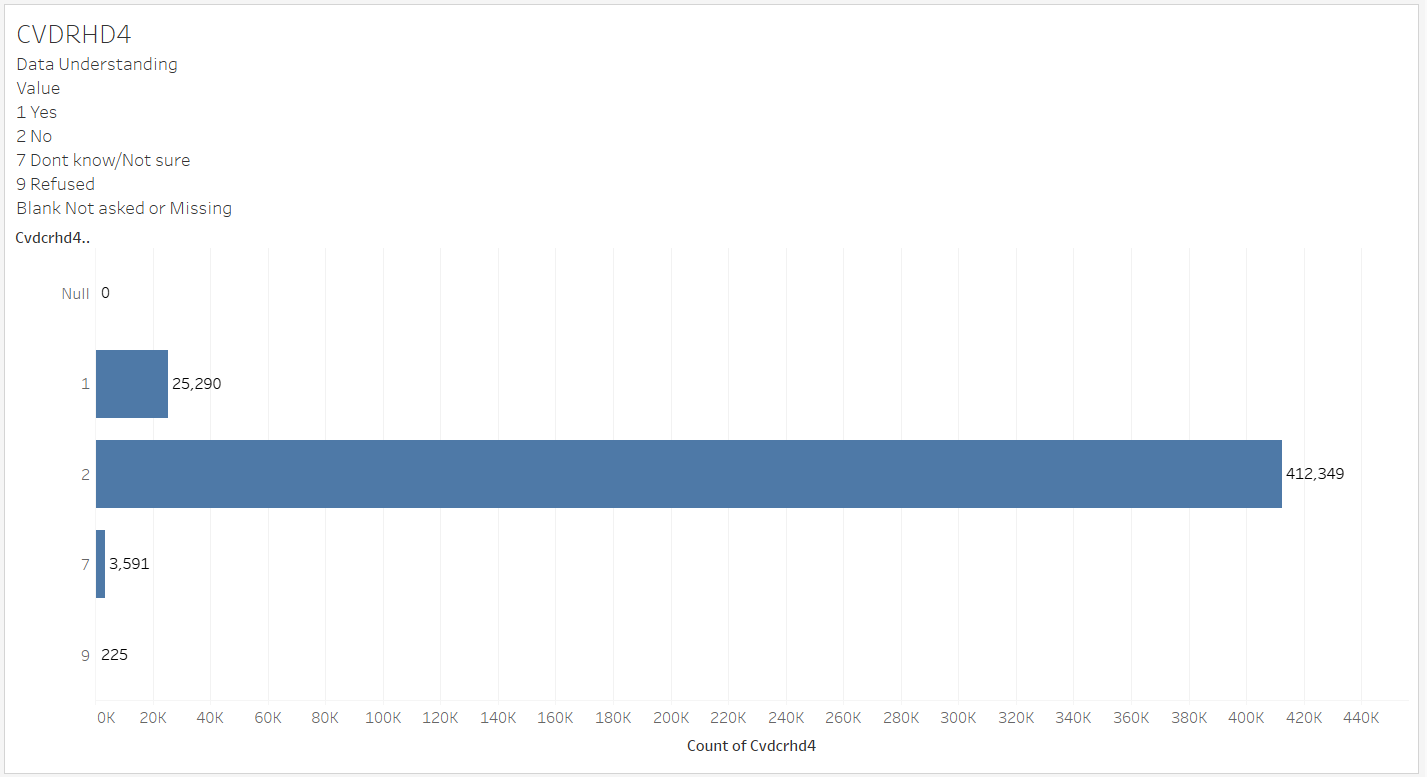 CVDRHD4
Data Understanding
Value
1 Yes
2 No
7 Dont know/Not sure
9 Refused
Blank Not asked or Missing
Cvdcrhd4..
Null 0
1 25,290
2 412,349
7 3,591
9 225
0K 20K 40K 60K 80K 100K 120K 140K 160K 180K 200K 220K 240K 260K 280K 300K 320K 340K 360K 380K 400K 420K 440K
Count of Cvdcrhd4